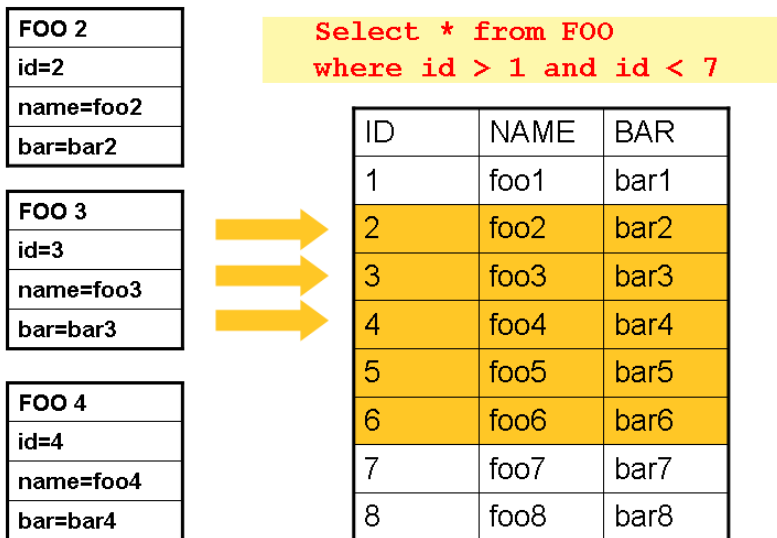 FOO 2
id=2
name=foo2
bar=bar2
FOO 3
id=3
name=foo3
bar=bar3
FOO 4
id=4
name=foo4
bar=bar4
Select * from FOO
where id > 1 and id < 7
ID NAME BAR
1 foo1 bar1
2 foo2 bar2
3 foo3 bar3
4 foo4 bar4
5 foo5 bar5
6 foo6 bar6
7 foo7 bar7
8 foo8 bar8